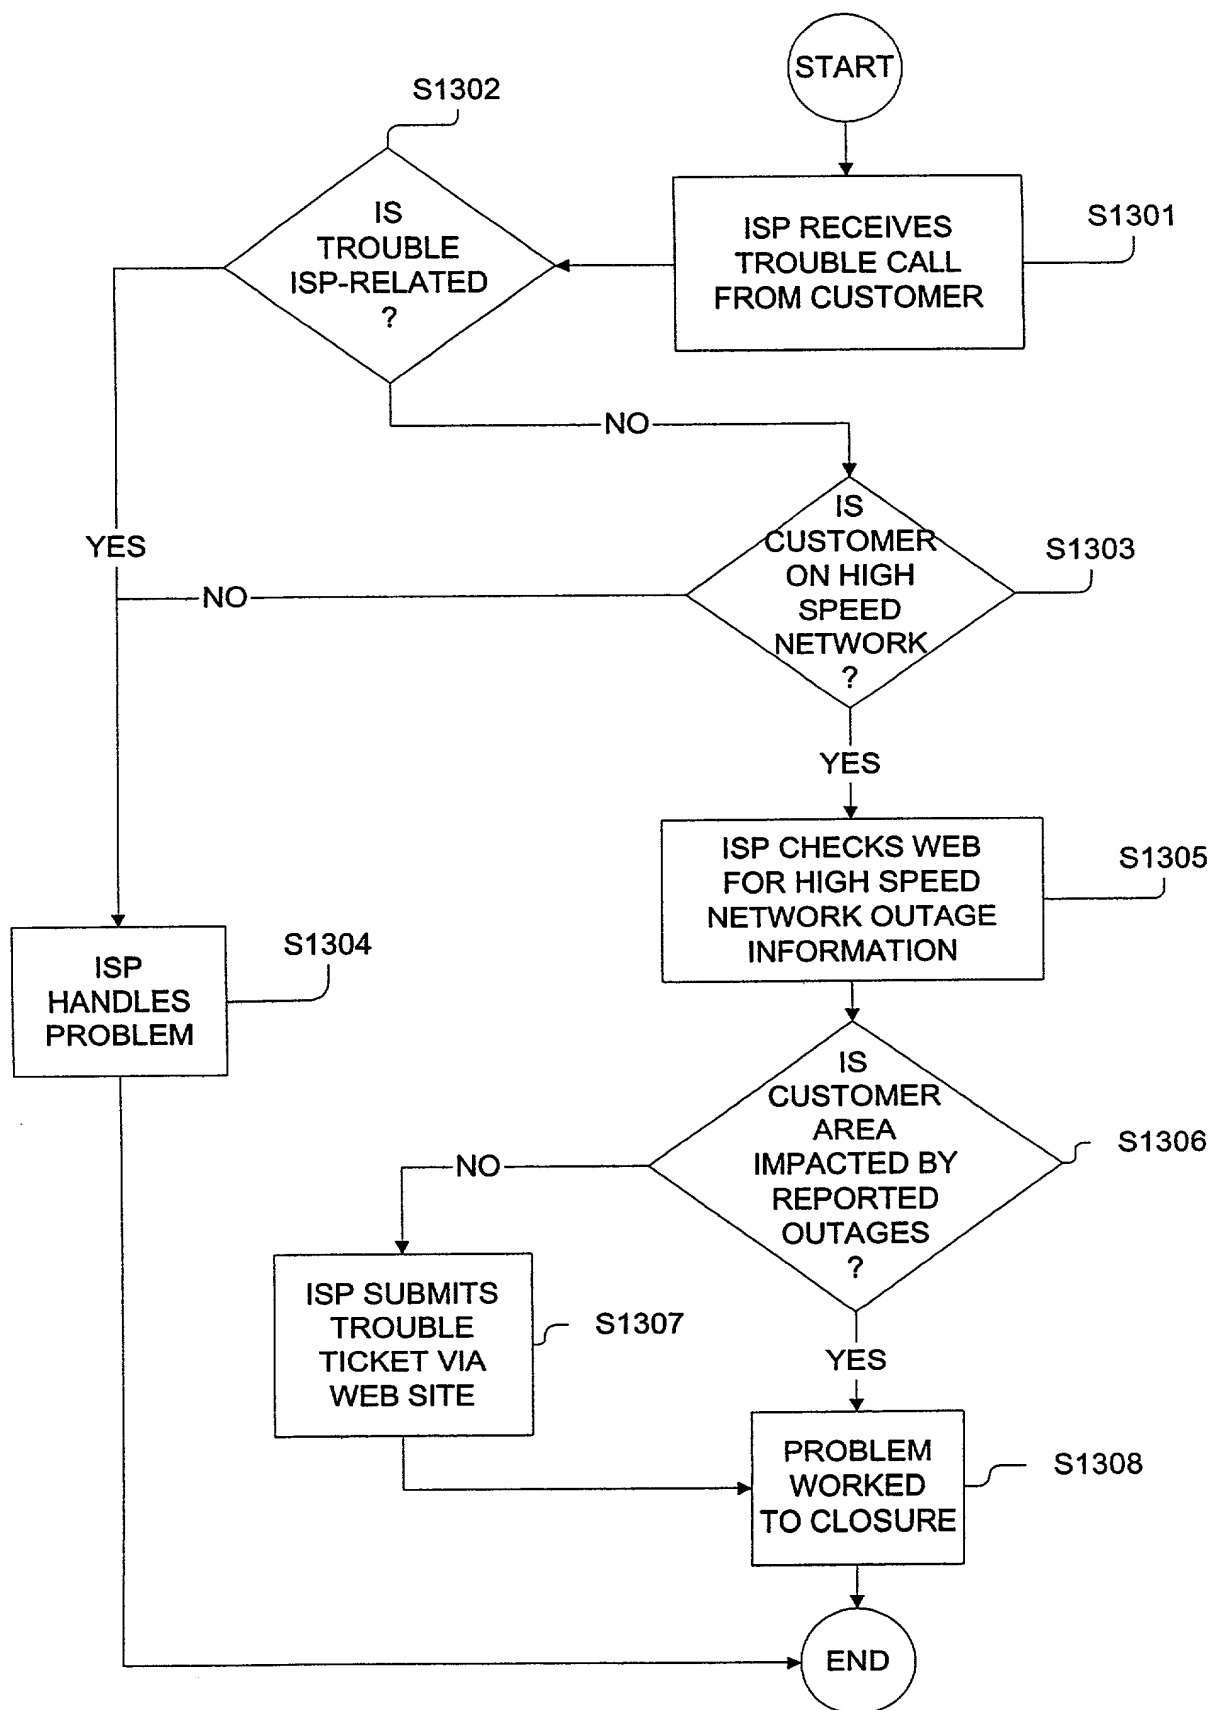 START
S1302
IS
TROUBLE
ISP-RELATED
?
ISP RECEIVES
TROUBLE CALL
FROM CUSTOMER
S1301
NO
YES
IS
CUSTOMER
ON HIGH
SPEED
NETWORK
?
S1303
NO
YES
ISP CHECKS WEB
FOR HIGH SPEED
NETWORK OUTAGE
INFORMATION
S1305
ISP
HANDLES
PROBLEM
S1304
IS
CUSTOMER
AREA
IMPACTED BY
REPORTED
OUTAGES
?
S1306
NO
ISP SUBMITS
TROUBLE
TICKET VIA
WEB SITE
S1307
YES
PROBLEM
WORKED
TO CLOSURE
S1308
END